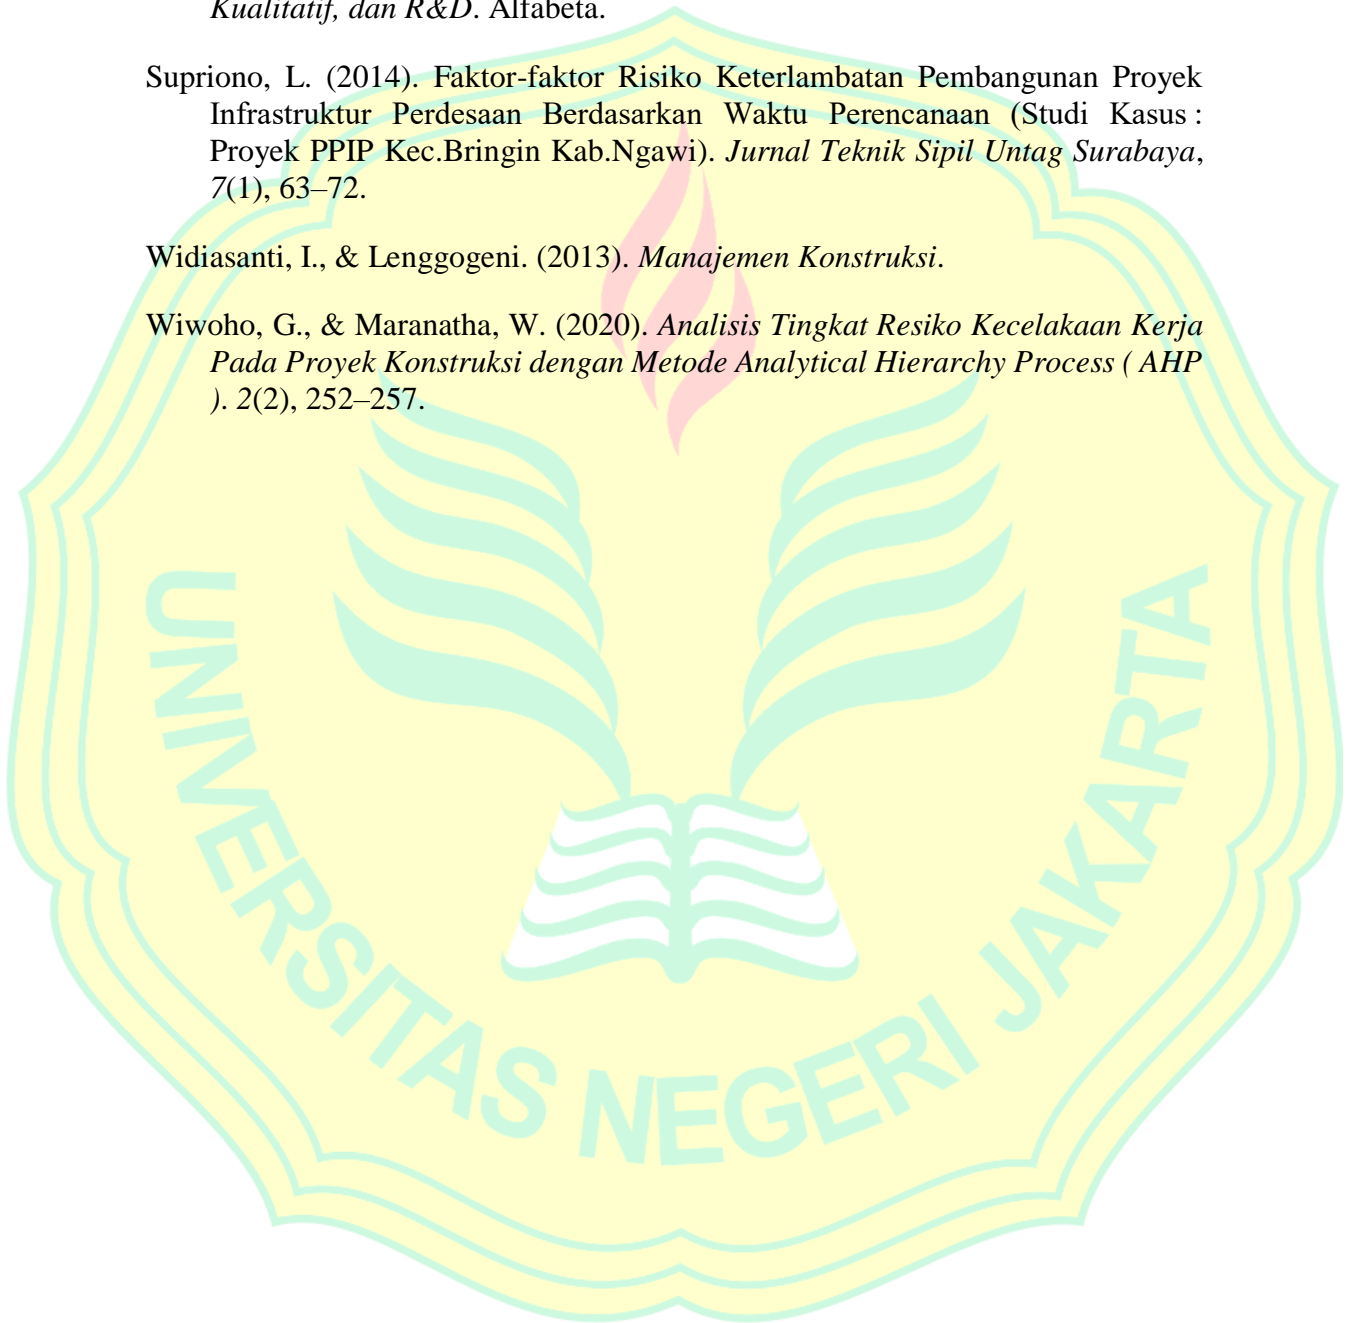 Kualitatif, dan R&D. Alfabeta.
Supriono, L. (2014). Faktor-faktor Risiko Keterlambatan Pembangunan Proyek
Infrastruktur Perdesaan Berdasarkan Waktu Perencanaan (Studi Kasus :
Proyek PPIP Kec.Bringin Kab.Ngawi). Jurnal Teknik Sipil Untag Surabaya,
7(1), 63–72.
Widiasanti, I., & Lenggogeni. (2013). Manajemen Konstruksi.
Wiwoho, G., & Maranatha, W. (2020). Analisis Tingkat Resiko Kecelakaan Kerja
Pada Proyek Konstruksi dengan Metode Analytical Hierarchy Process ( AHP
). 2(2), 252–257.
UNIVERSITAS NEGERI JAKARTA